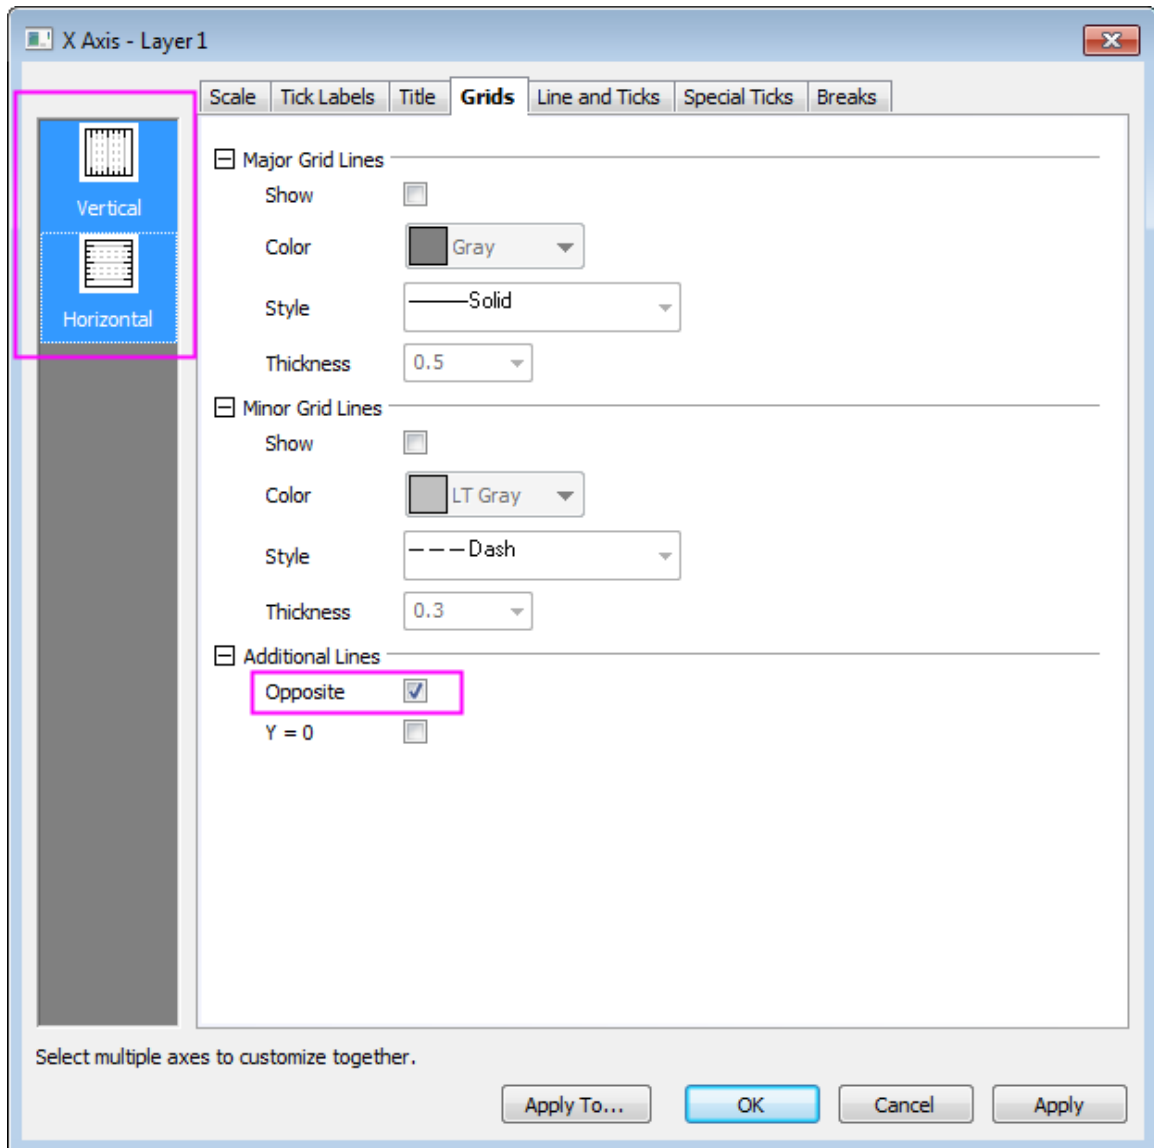 X Axis - Layer 1
Scale Tick Labels Title Grids Line and Ticks Special Ticks Breaks
Vertical
Horizontal
Major Grid Lines
Show
Color Gray
Style Solid
Thickness 0.5
Minor Grid Lines
Show
Color LT Gray
Style Dash
Thickness 0.3
Additional Lines
Opposite
Y = 0
Select multiple axes to customize together.
Apply To... OK Cancel Apply